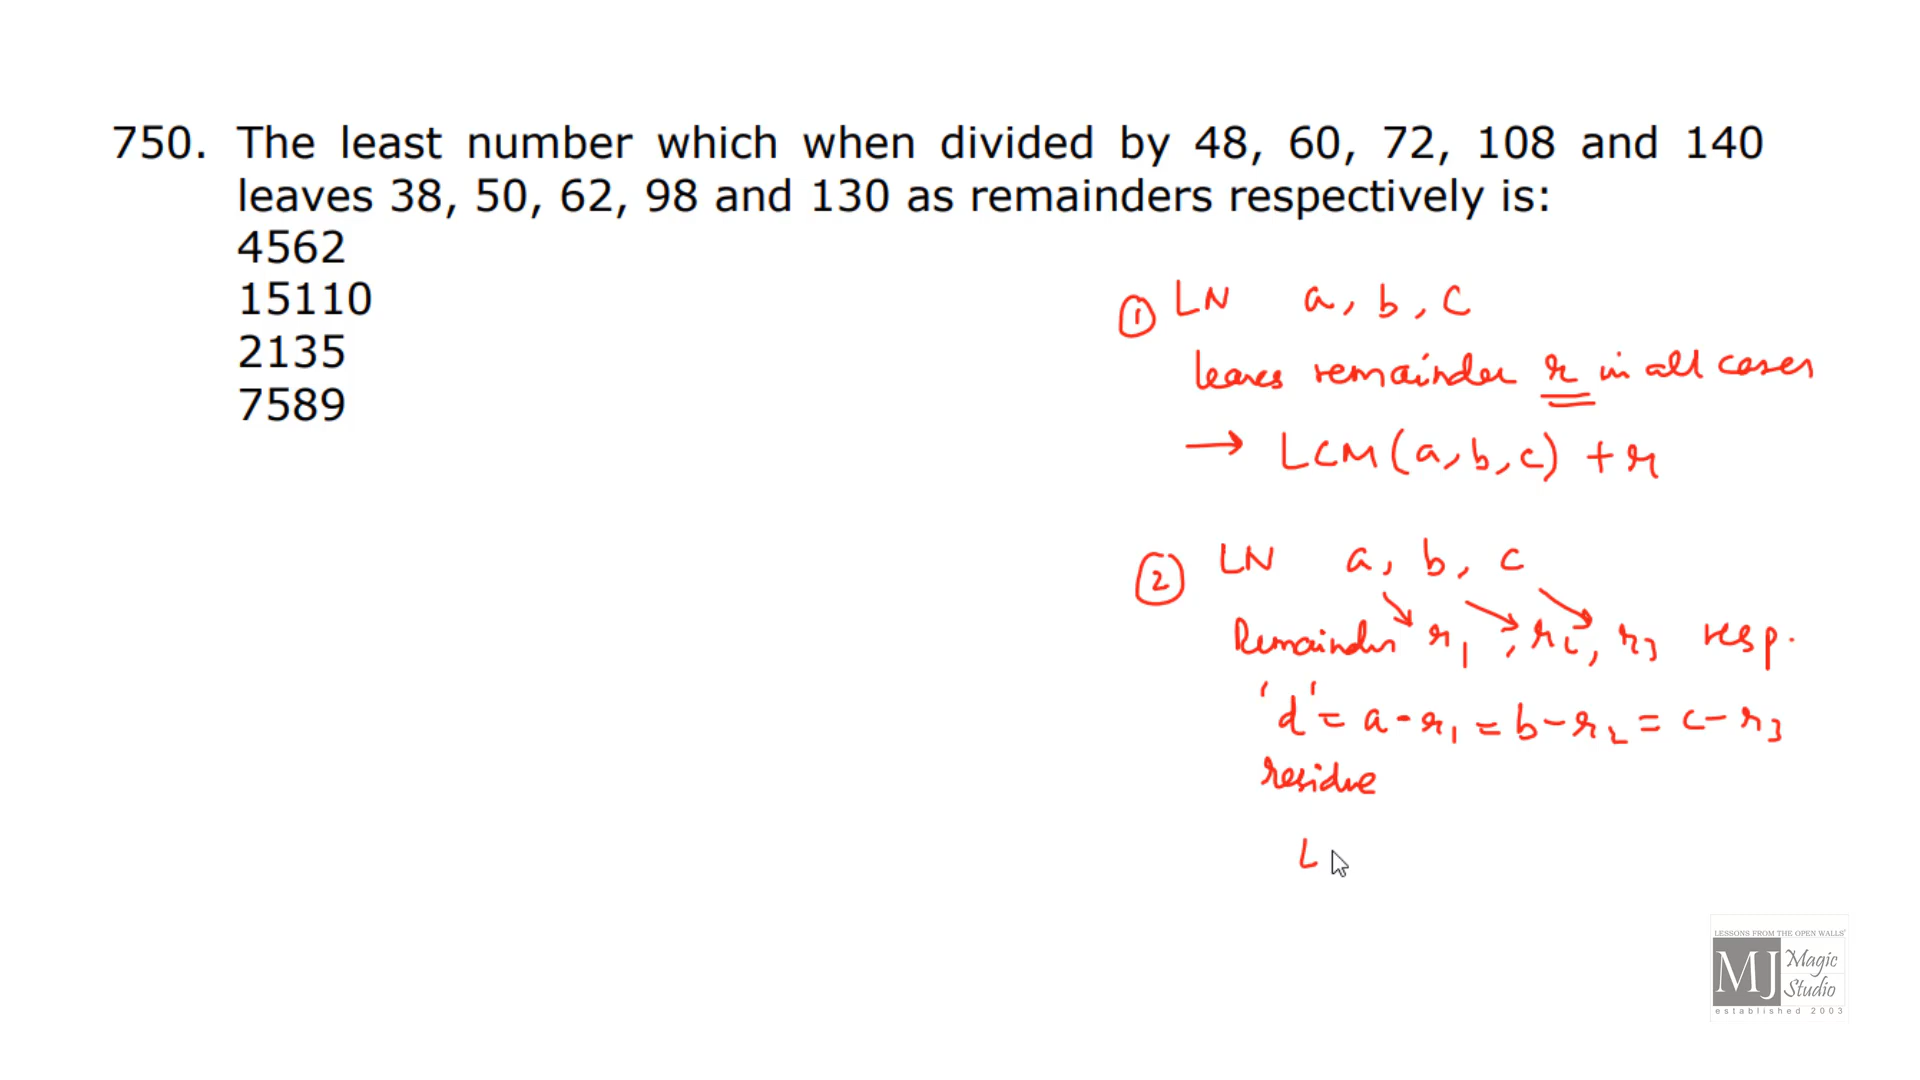 750. The least number which when divided by 48, 60, 72, 108 and 140
leaves 38, 50, 62, 98 and 130 as remainders respectively is:
4562
15110
2135
7589
① LN a, b, c
leaves remainder r in all cases
→ LCM(a,b,c) + r
② LN a, b, c
Remainder r₁, r₂, r₃ resp.
'd' = a - r₁ = b - r₂ = c - r₃
residue
L
LESSONS FROM THE OPEN WALLS
MJ Magic
Studio
established 2003